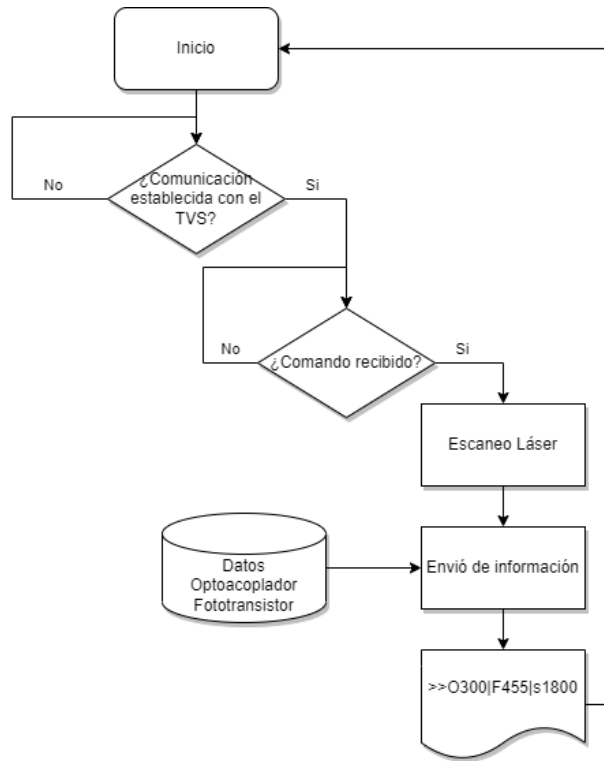 Inicio
¿Comunicación
establecida con el
TVS?
No
Si
¿Comando recibido?
No
Si
Escaneo Láser
Datos
Optoacoplador
Fototransistor
Envió de información
>>O300|F455|s1800